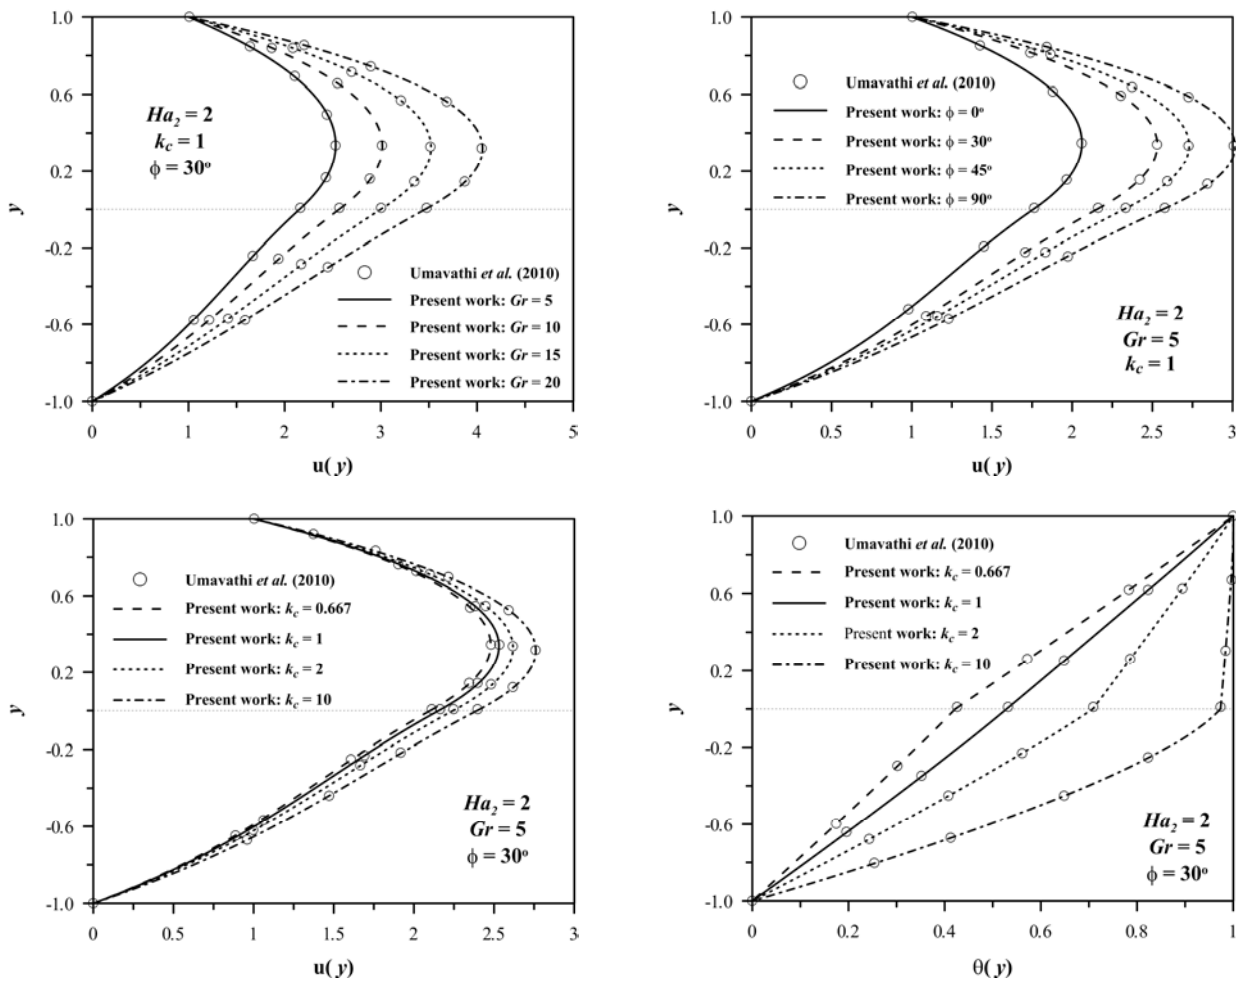 1.0
0.6
0.2
-0.2
-0.6
-1.0
y
Ha2 = 2
kc = 1
ϕ = 30º
Umavathi et al. (2010)
Present work: Gr = 5
Present work: Gr = 10
Present work: Gr = 15
Present work: Gr = 20
0 1 2 3 4 5
u( y)
1.0
0.6
0.2
-0.2
-0.6
-1.0
y
Umavathi et al. (2010)
Present work: ϕ = 0º
Present work: ϕ = 30º
Present work: ϕ = 45º
Present work: ϕ = 90º
Ha2 = 2
Gr = 5
kc = 1
0 0.5 1 1.5 2 2.5 3
u( y)
1.0
0.6
0.2
-0.2
-0.6
-1.0
y
Umavathi et al. (2010)
Present work: kc = 0.667
Present work: kc = 1
Present work: kc = 2
Present work: kc = 10
Ha2 = 2
Gr = 5
ϕ = 30º
0 0.5 1 1.5 2 2.5 3
u( y)
1.0
0.6
0.2
-0.2
-0.6
-1.0
y
Umavathi et al. (2010)
Present work: kc = 0.667
Present work: kc = 1
Present work: kc = 2
Present work: kc = 10
Ha2 = 2
Gr = 5
ϕ = 30º
0 0.2 0.4 0.6 0.8 1
θ( y)